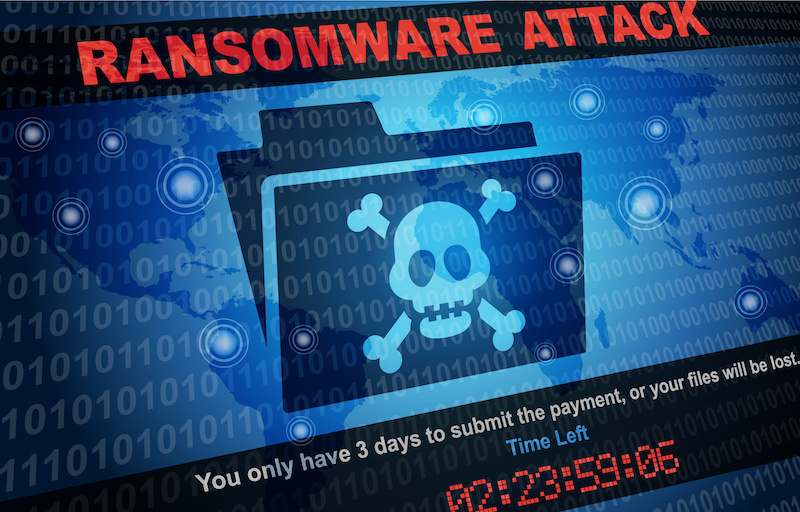 RANSOMWARE ATTACK
You only have 3 days to submit the payment, or your files will be lost.
Time Left
02:23:59:06